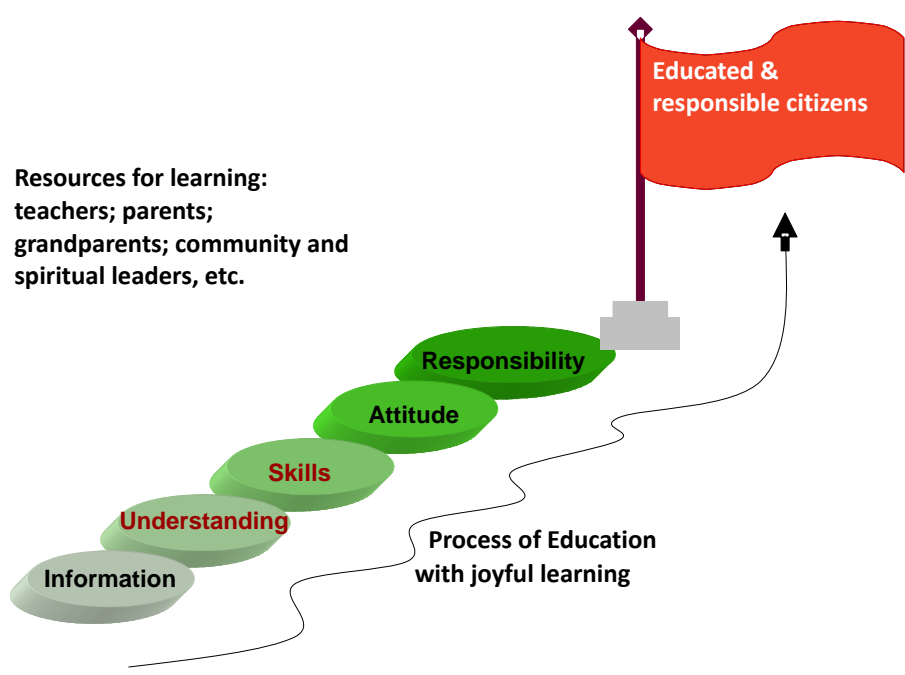 Educated &
responsible citizens
Resources for learning:
teachers; parents;
grandparents; community and
spiritual leaders, etc.
Responsibility
Attitude
Skills
Understanding
Information
Process of Education
with joyful learning